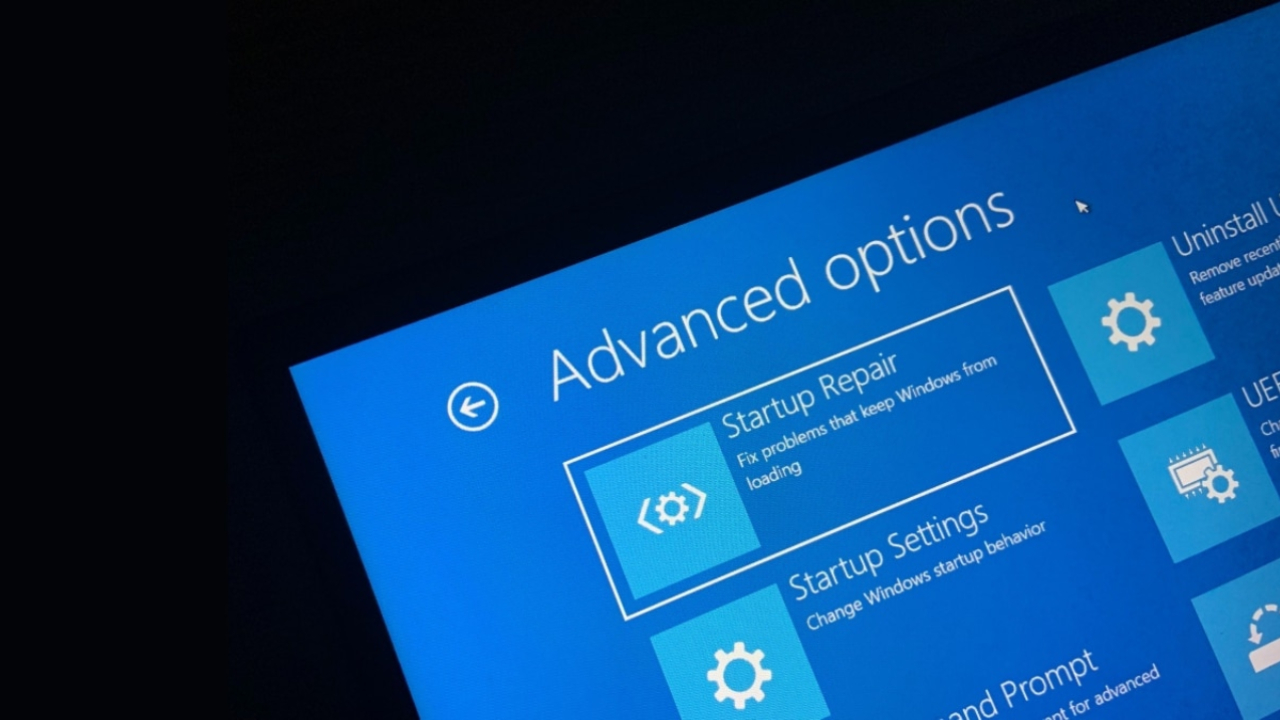 Advanced options
Startup Repair
Fix problems that keep Windows from
loading
Startup Settings
Change Windows startup behavior
Prompt
for advanced
Uninstall
Remove
feature